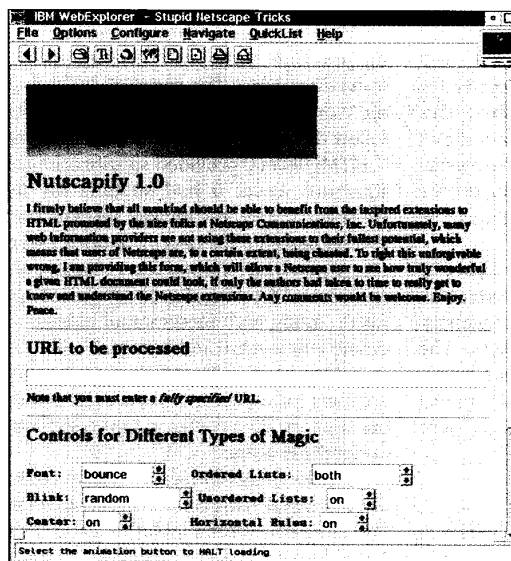 IBM WebExplorer - Stupid Netscape Tricks
File Options Configure Navigate QuickList Help
Nutscapify 1.0
I firmly believe that all mankind should be able to benefit from the inspired extensions to
HTML promoted by the nice folks at Netscape Communications, Inc. Unfortunately, many
web information providers are not using these extensions to their fullest potential, which
means that users of Netscape are, to a certain extent, being cheated. To right this unforgivable
wrong, I am providing this form, which will allow a Netscape user to see how truly wonderful
a given HTML document could look, if only the authors had taken to time to really get to
know and understand the Netscape extensions. Any comments would be welcome. Enjoy.
Peace.
URL to be processed
Note that you must enter a fully specified URL.
Controls for Different Types of Magic
Font: bounce Ordered Lists: both
Blink: random Unordered Lists: on
Center: on Horizontal Rules: on
Select the animation button to HALT loading